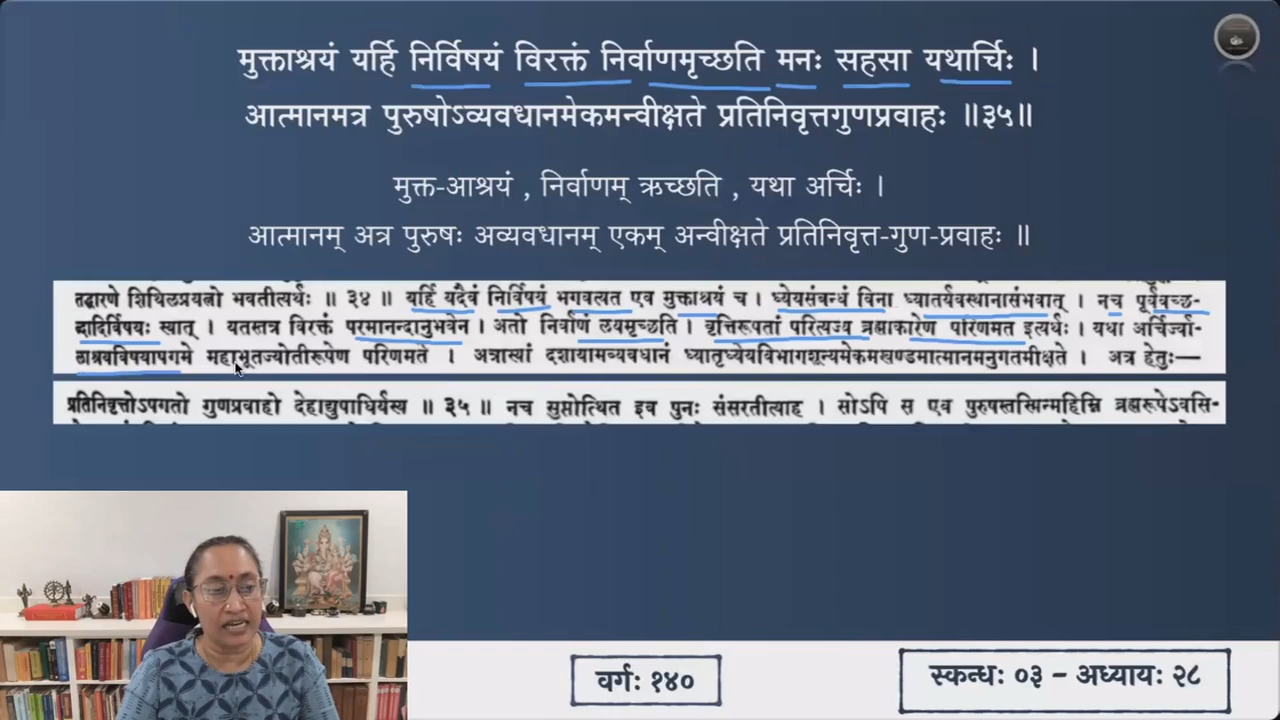 मुक्ताश्रयं यर्हि निर्विषयं विरक्तं निर्वाणमृच्छति मनः सहसा यथार्चिः ।
आत्मानमत्र पुरुषोऽव्यवधानमेकमन्वीक्षते प्रतिनिवृत्तगुणप्रवाहः ॥३५॥
मुक्त-आश्रयं , निर्वाणम् ऋच्छति , यथा अर्चिः ।
आत्मानम् अत्र पुरुषः अव्यवधानम् एकम् अन्वीक्षते प्रतिनिवृत्त-गुण-प्रवाहः ॥
तद्धारणे शिथिलप्रयत्नो भवतीत्यर्थः ॥ ३४ ॥ यर्हि यदैवं निर्विषयं भगवत्यत एव मुक्ताश्रयं च । ध्येयसंबन्धं विना ध्यातर्यवस्थानासंभवात् । नच पूर्ववच्छ-
दादिर्विषयः स्यात् । यतस्तत्र विरक्तं परमानन्दानुभवेन । अतो निर्वाणं लयमृच्छति । वृत्तिरूपतां परित्यज्य ब्रह्माकारेण परिणमत इत्यर्थः । यथा अर्चिर्ज्वा-
लाश्रयविषयापगमे महाभूतज्योतीरूपेण परिणमते । अत्रास्यां दशायामव्यवधानं ध्यातृध्येयविभागशून्यमेकमखण्डमात्मानमनुगतमीक्षते । अत्र हेतुः—
प्रतिनिवृत्तोऽपगतो गुणप्रवाहो देहाद्युपाधिर्यस्य ॥ ३५ ॥ नच सुप्तोत्थित इव पुनः संसरतीत्याह । सोऽपि स एव पुरुषस्तस्मिन्महिम्नि ब्रह्मरूपेऽवसि-
वर्गः १४०
स्कन्धः ०३ – अध्यायः २८